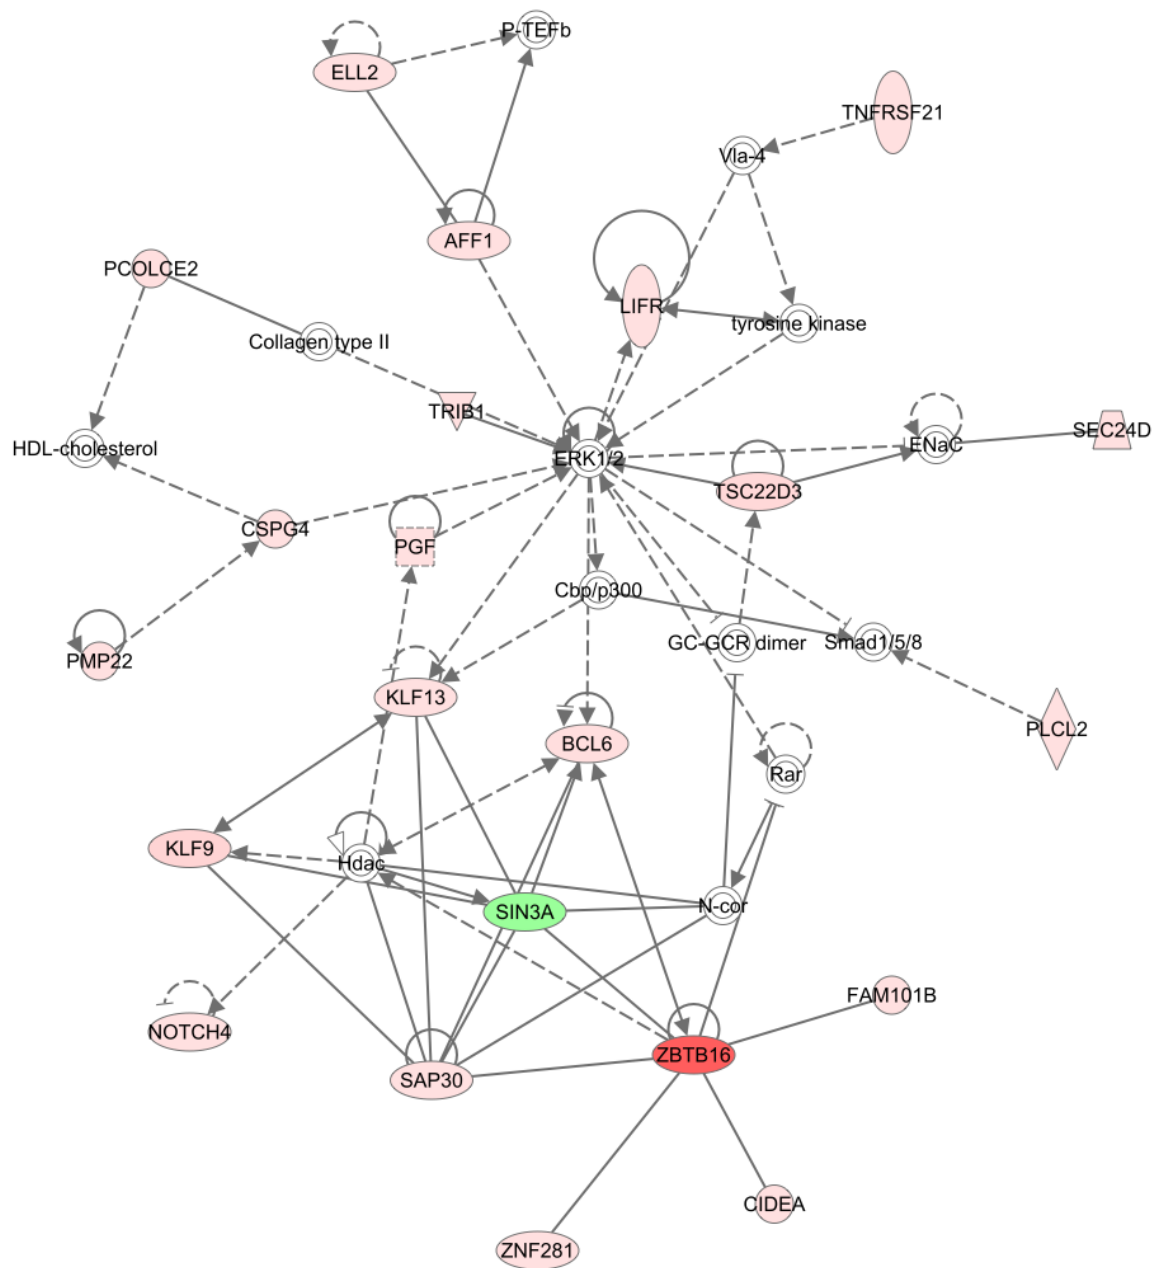 P-TEFb
ELL2
TNFRSF21
Vla-4
AFF1
PCOLCE2
LIFR
tyrosine kinase
Collagen type II
TRIB1
SEC24D
HDL-cholesterol
ERK1/2
ENaC
TSC22D3
CSPG4
PGF
Cbp/p300
GC-GCR dimer
Smad1/5/8
PMP22
KLF13
PLCL2
BCL6
Rar
KLF9
Hdac
SIN3A
N-cor
FAM101B
NOTCH4
ZBTB16
SAP30
CIDEA
ZNF281